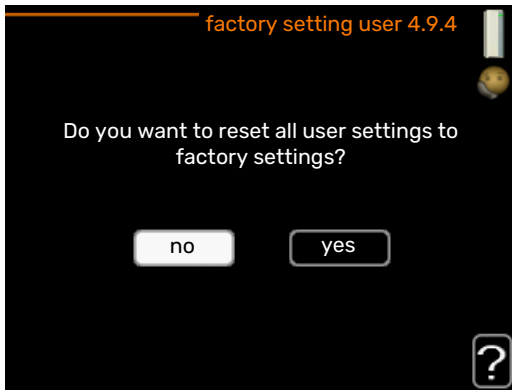 factory setting user 4.9.4
Do you want to reset all user settings to
factory settings?
no yes
?